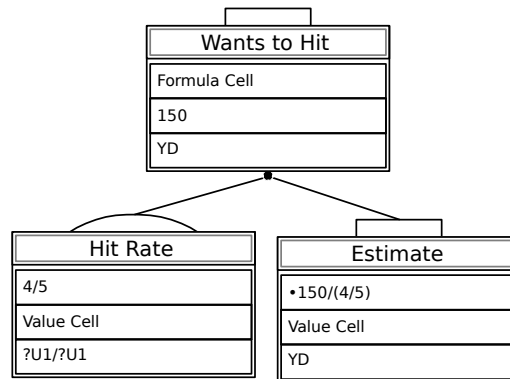 Wants to Hit
Formula Cell
150
YD
Hit Rate
4/5
Value Cell
?U1/?U1
Estimate
•150/(4/5)
Value Cell
YD